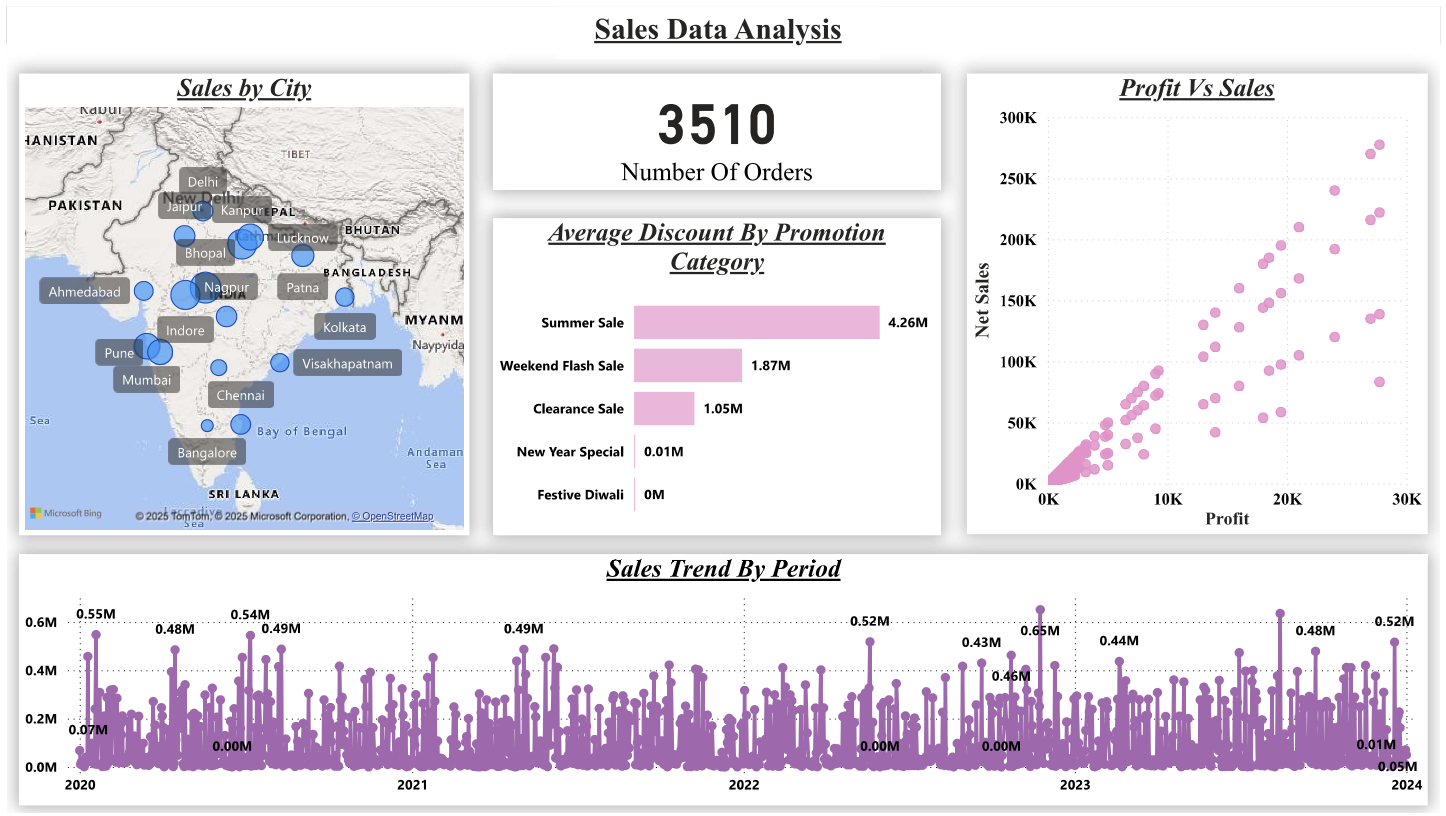 Sales Data Analysis
Sales by City
Kabul
HANISTAN
TIBET
Delhi
New Delhi
PAKISTAN
Jaipur
Kanpur
EPAL
BHUTAN
Lucknow
Bhopal
BANGLADESH
Ahmedabad
Nagpur
Patna
Kolkata
MYANM
Indore
Naypyida
Pune
Visakhapatnam
Mumbai
Chennai
Sea
Bay of Bengal
Bangalore
Andaman
Sea
SRI LANKA
Microsoft Bing
Laccadive
Sea
© 2025 TomTom, © 2025 Microsoft Corporation, © OpenStreetMap
3510
Number Of Orders
Average Discount By Promotion
Category
Summer Sale 4.26M
Weekend Flash Sale 1.87M
Clearance Sale 1.05M
New Year Special 0.01M
Festive Diwali 0M
Profit Vs Sales
Net Sales
300K
250K
200K
150K
100K
50K
0K
0K 10K 20K 30K
Profit
Sales Trend By Period
0.6M
0.4M
0.2M
0.0M
0.55M
0.07M
0.48M
0.54M
0.00M
0.49M
0.49M
0.52M
0.00M
0.43M
0.00M
0.46M
0.65M
0.44M
0.48M
0.01M
0.52M
0.05M
2020 2021 2022 2023 2024